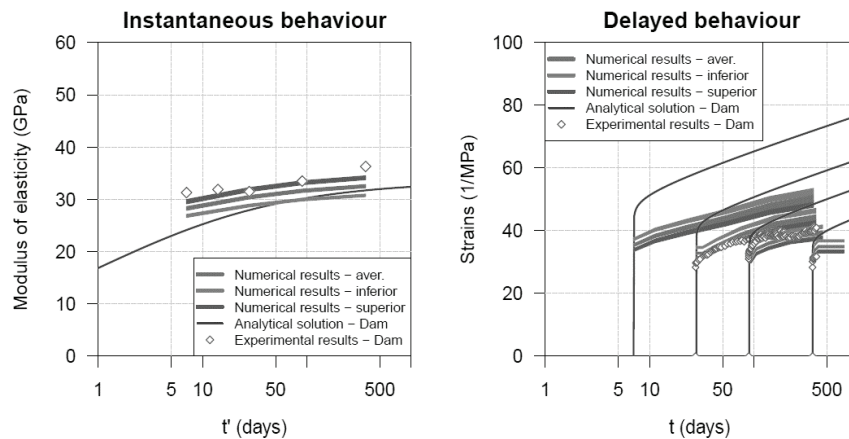 Instantaneous behaviour
Modulus of elasticity (GPa)
60
50
40
30
20
10
0
Numerical results − aver.
Numerical results − inferior
Numerical results − superior
Analytical solution − Dam
Experimental results − Dam
1 5 10 50 500
t' (days)
Delayed behaviour
Strains (1/MPa)
100
80
60
40
20
0
Numerical results − aver.
Numerical results − inferior
Numerical results − superior
Analytical solution − Dam
Experimental results − Dam
1 10 50 500
t (days)